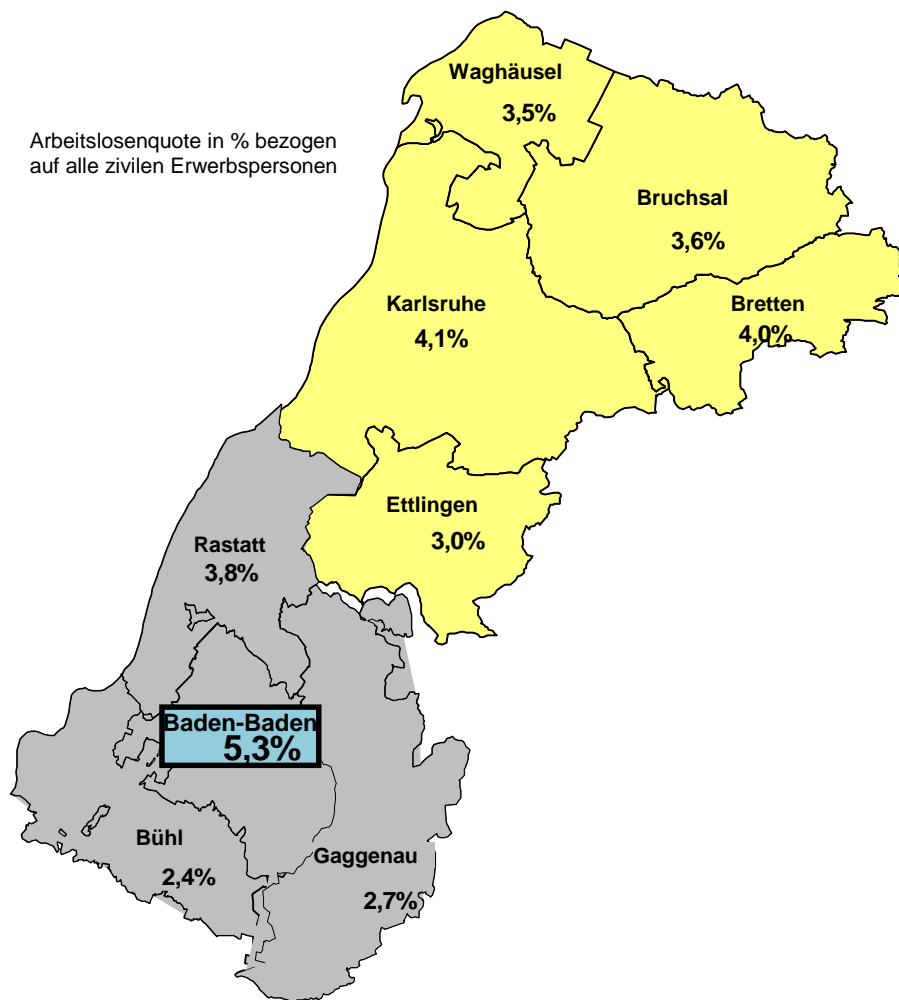 Waghäusel
3,5%
Arbeitslosenquote in % bezogen
auf alle zivilen Erwerbspersonen
Bruchsal
3,6%
Karlsruhe
4,1%
Bretten
4,0%
Ettlingen
3,0%
Rastatt
3,8%
Baden-Baden
5,3%
Bühl
2,4%
Gaggenau
2,7%